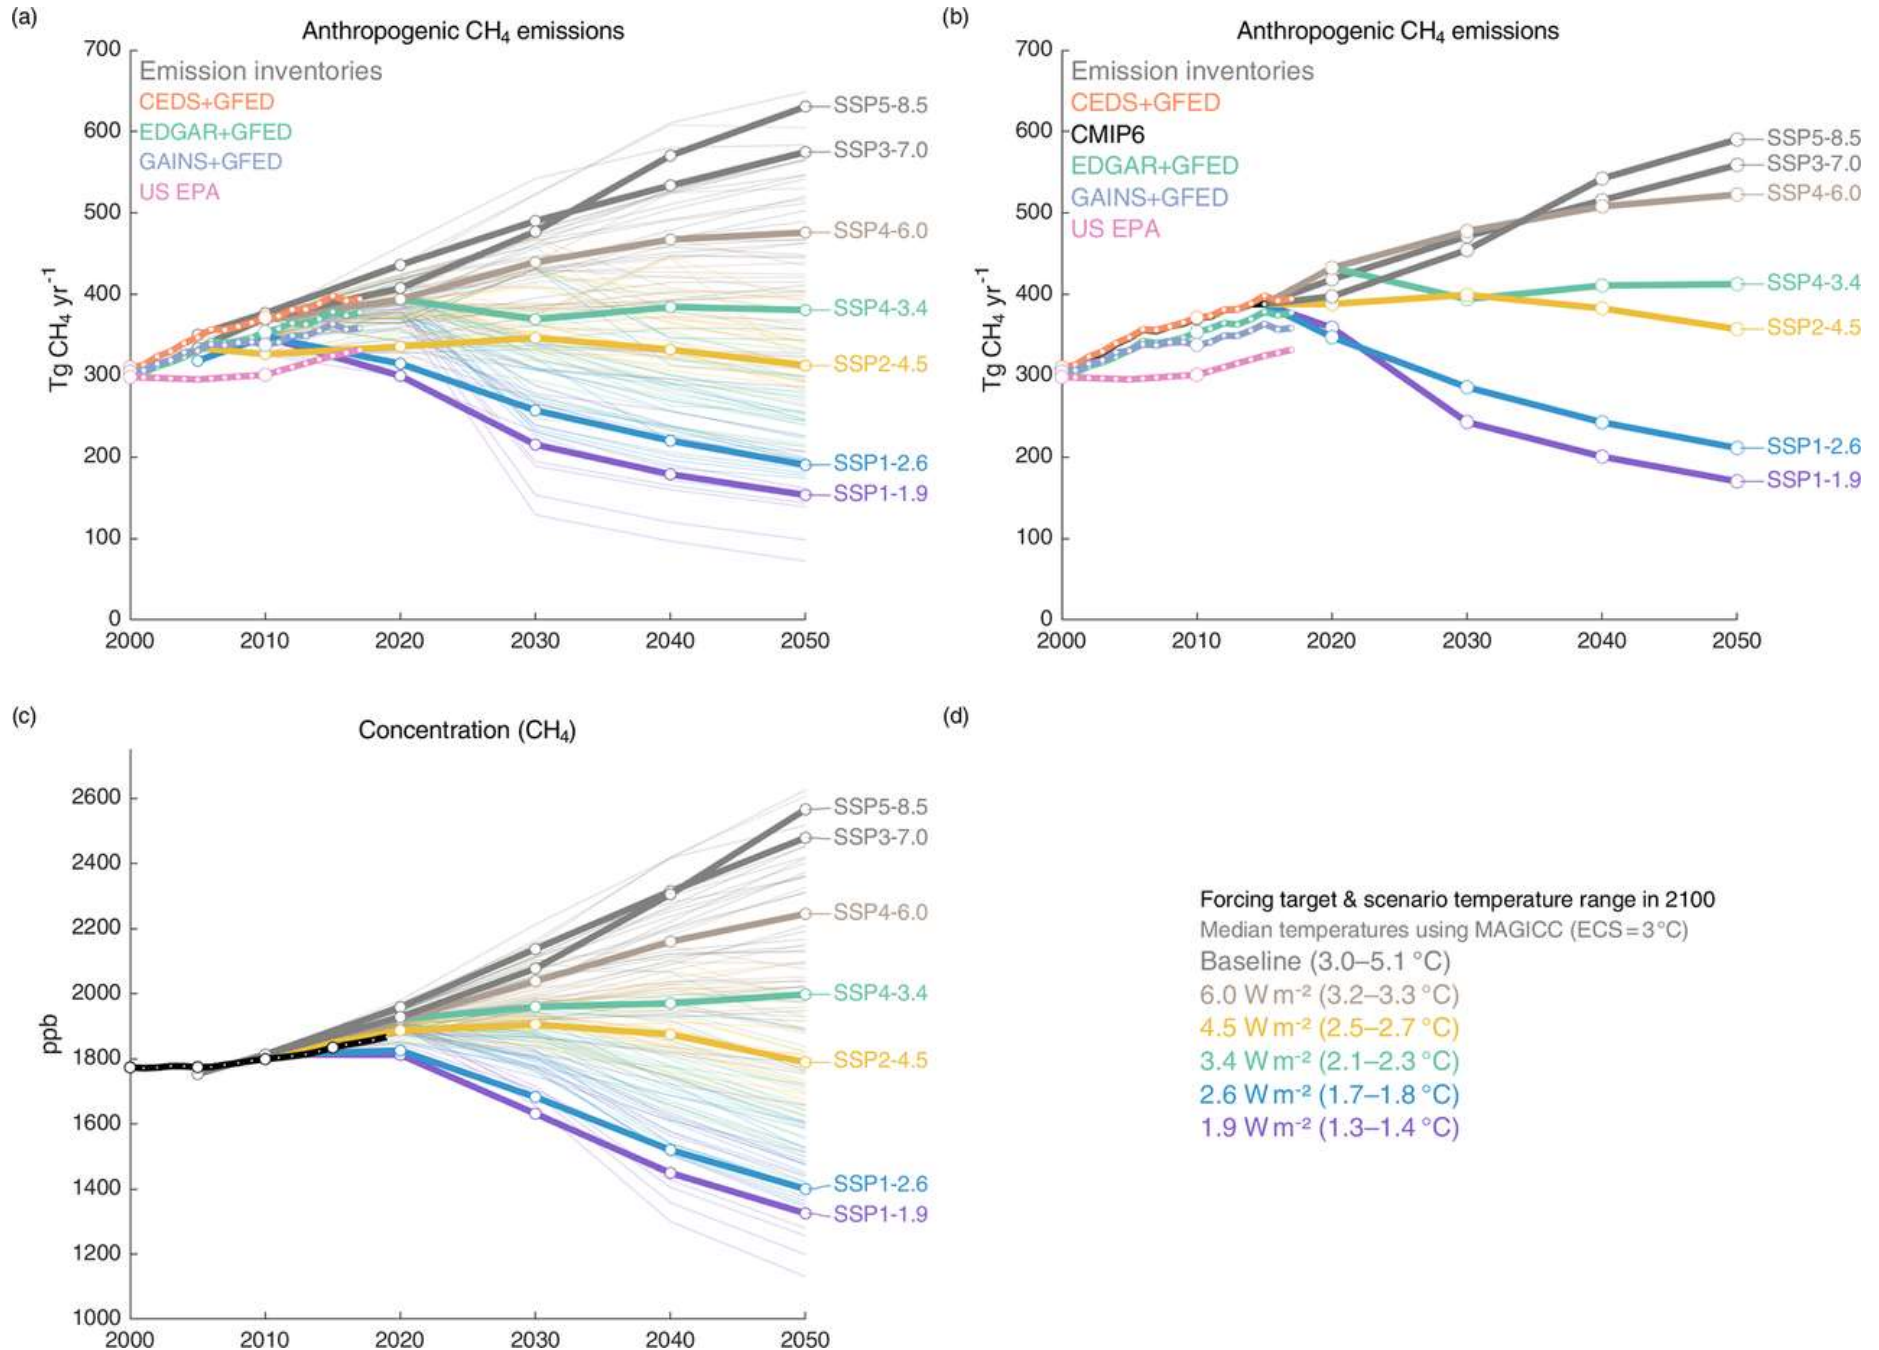 (a)
Anthropogenic CH₄ emissions
700
600
500
400
300
200
100
0
Tg CH₄ yr⁻¹
Emission inventories
CEDS+GFED
EDGAR+GFED
GAINS+GFED
US EPA
SSP5-8.5
SSP3-7.0
SSP4-6.0
SSP4-3.4
SSP2-4.5
SSP1-2.6
SSP1-1.9
2000 2010 2020 2030 2040 2050
(b)
Anthropogenic CH₄ emissions
700
600
500
400
300
200
100
0
Tg CH₄ yr⁻¹
Emission inventories
CEDS+GFED
CMIP6
EDGAR+GFED
GAINS+GFED
US EPA
SSP5-8.5
SSP3-7.0
SSP4-6.0
SSP4-3.4
SSP2-4.5
SSP1-2.6
SSP1-1.9
2000 2010 2020 2030 2040 2050
(c)
Concentration (CH₄)
2600
2400
2200
2000
1800
1600
1400
1200
1000
ppb
SSP5-8.5
SSP3-7.0
SSP4-6.0
SSP4-3.4
SSP2-4.5
SSP1-2.6
SSP1-1.9
2000 2010 2020 2030 2040 2050
(d)
Forcing target & scenario temperature range in 2100
Median temperatures using MAGICC (ECS = 3 °C)
Baseline (3.0–5.1 °C)
6.0 W m⁻² (3.2–3.3 °C)
4.5 W m⁻² (2.5–2.7 °C)
3.4 W m⁻² (2.1–2.3 °C)
2.6 W m⁻² (1.7–1.8 °C)
1.9 W m⁻² (1.3–1.4 °C)